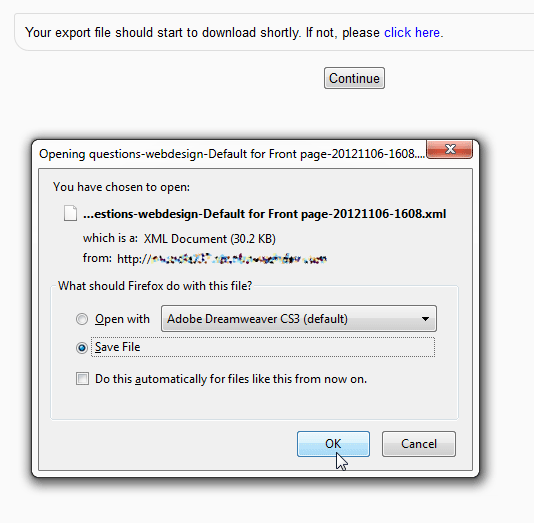 Your export file should start to download shortly. If not, please click here.
Continue
Opening questions-webdesign-Default for Front page-20121106-1608....
You have chosen to open:
...estions-webdesign-Default for Front page-20121106-1608.xml
which is a: XML Document (30.2 KB)
from: http://
What should Firefox do with this file?
Open with Adobe Dreamweaver CS3 (default)
Save File
Do this automatically for files like this from now on.
OK Cancel